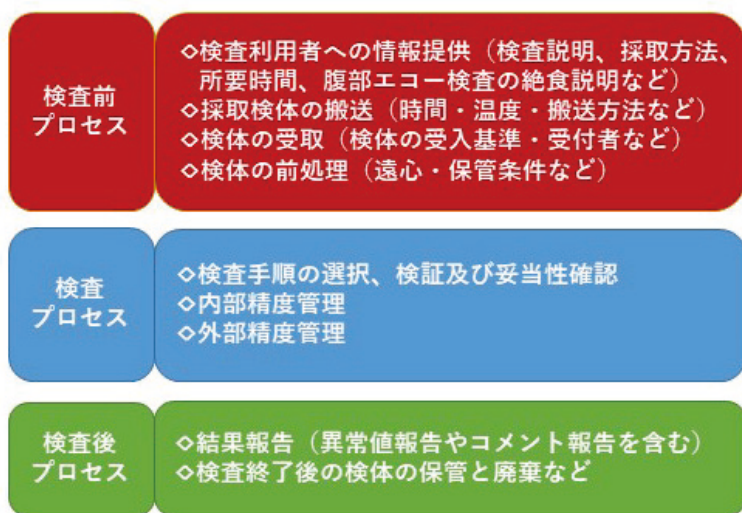 検査前
プロセス
◇検査利用者への情報提供（検査説明、採取方法、
所要時間、腹部エコー検査の絶食説明など）
◇採取検体の搬送（時間・温度・搬送方法など）
◇検体の受取（検体の受入基準・受付者など）
◇検体の前処理（遠心・保管条件など）
検査
プロセス
◇検査手順の選択、検証及び妥当性確認
◇内部精度管理
◇外部精度管理
検査後
プロセス
◇結果報告（異常値報告やコメント報告を含む）
◇検査終了後の検体の保管と廃棄など